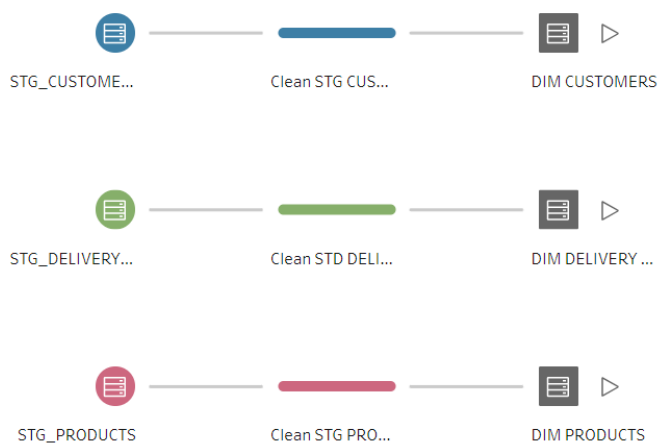 STG_CUSTOME...
Clean STG CUS...
DIM CUSTOMERS
STG_DELIVERY...
Clean STD DELI...
DIM DELIVERY ...
STG_PRODUCTS
Clean STG PRO...
DIM PRODUCTS